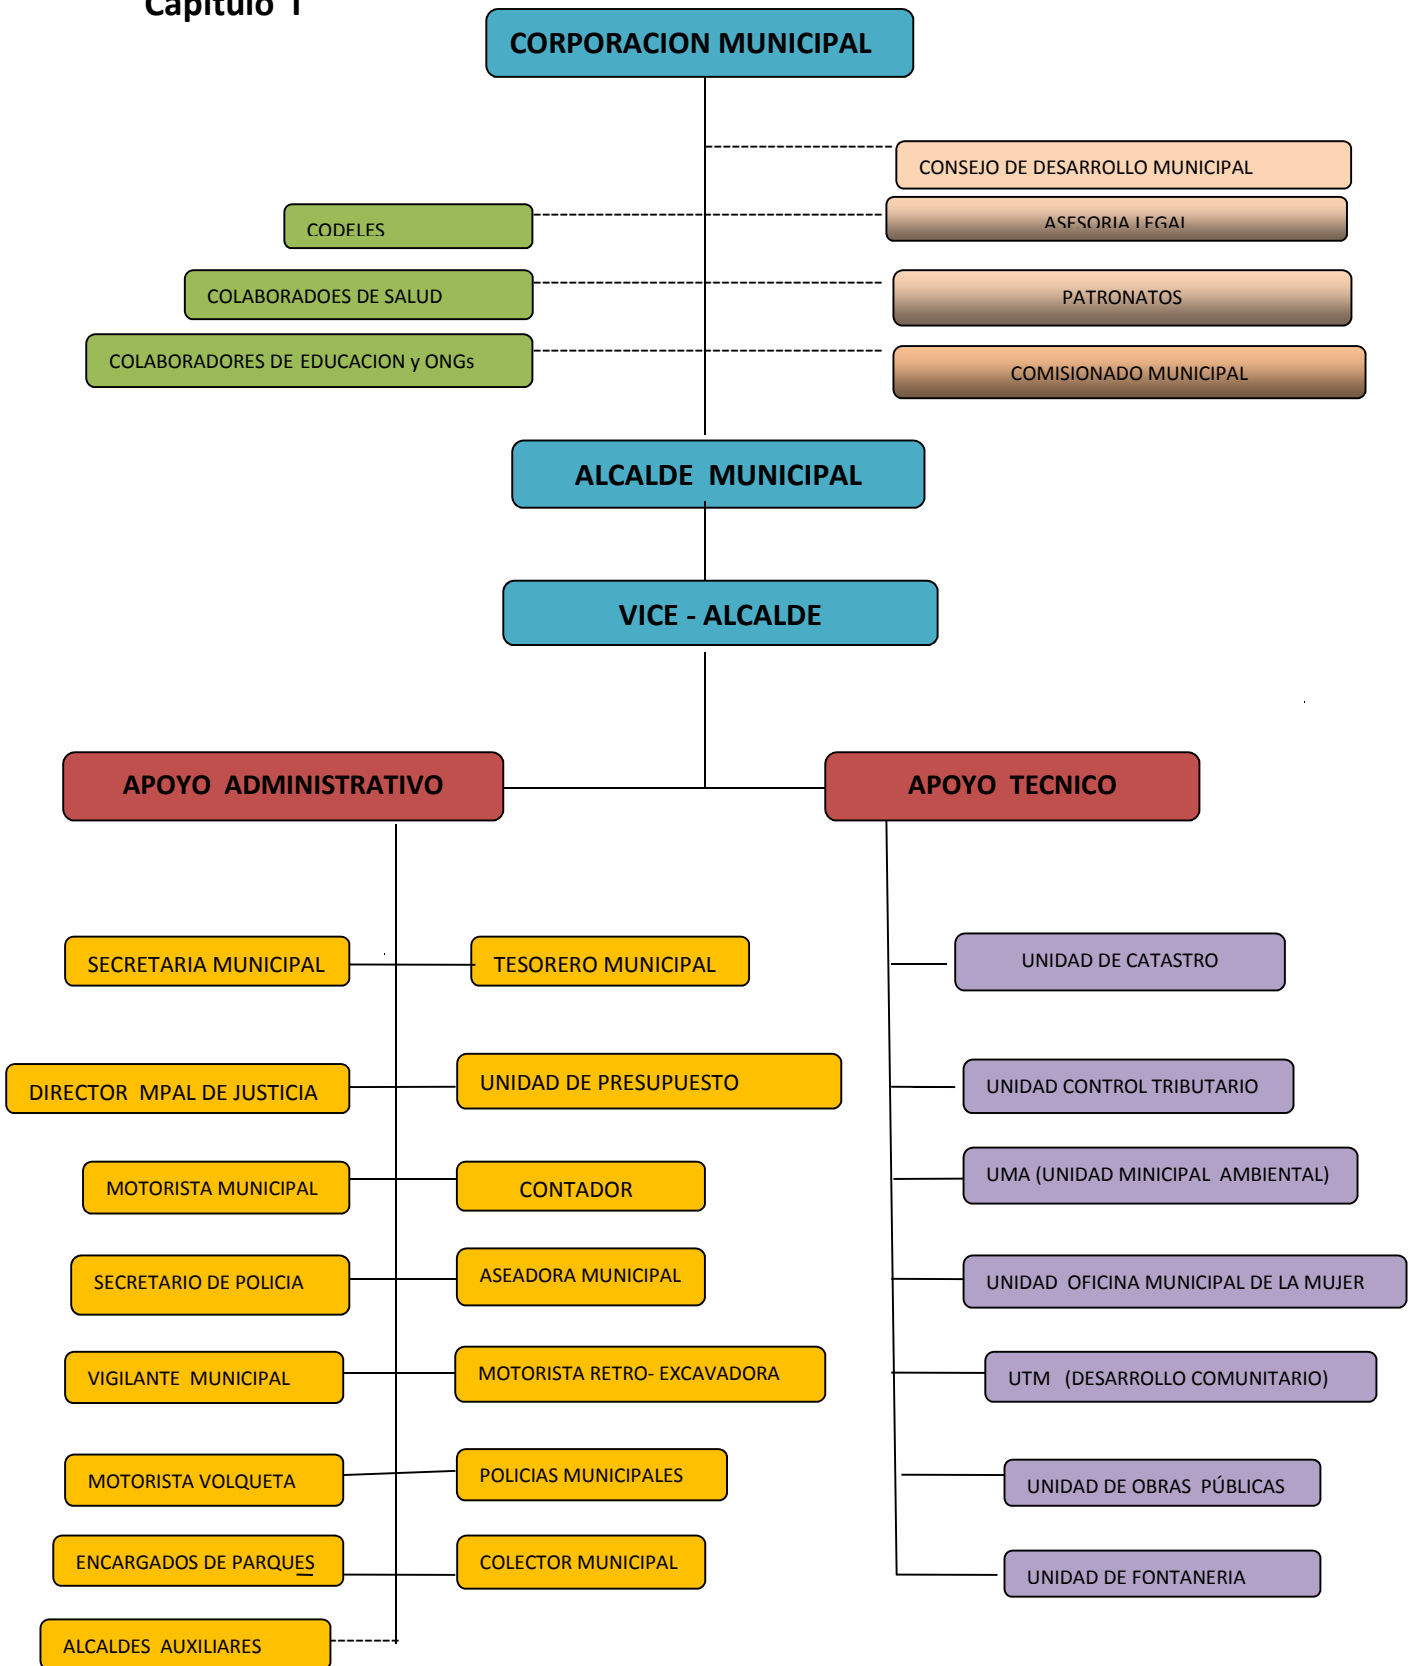 Capitulo I
CORPORACION MUNICIPAL
CONSEJO DE DESARROLLO MUNICIPAL
CODELES
ASESORIA LEGAL
COLABORADOES DE SALUD
PATRONATOS
COLABORADORES DE EDUCACION y ONGs
COMISIONADO MUNICIPAL
ALCALDE MUNICIPAL
VICE - ALCALDE
APOYO ADMINISTRATIVO
APOYO TECNICO
SECRETARIA MUNICIPAL
TESORERO MUNICIPAL
UNIDAD DE CATASTRO
DIRECTOR MPAL DE JUSTICIA
UNIDAD DE PRESUPUESTO
UNIDAD CONTROL TRIBUTARIO
MOTORISTA MUNICIPAL
CONTADOR
UMA (UNIDAD MINICIPAL AMBIENTAL)
SECRETARIO DE POLICIA
ASEADORA MUNICIPAL
UNIDAD OFICINA MUNICIPAL DE LA MUJER
VIGILANTE MUNICIPAL
MOTORISTA RETRO- EXCAVADORA
UTM (DESARROLLO COMUNITARIO)
MOTORISTA VOLQUETA
POLICIAS MUNICIPALES
UNIDAD DE OBRAS PÚBLICAS
ENCARGADOS DE PARQUES
COLECTOR MUNICIPAL
UNIDAD DE FONTANERIA
ALCALDES AUXILIARES